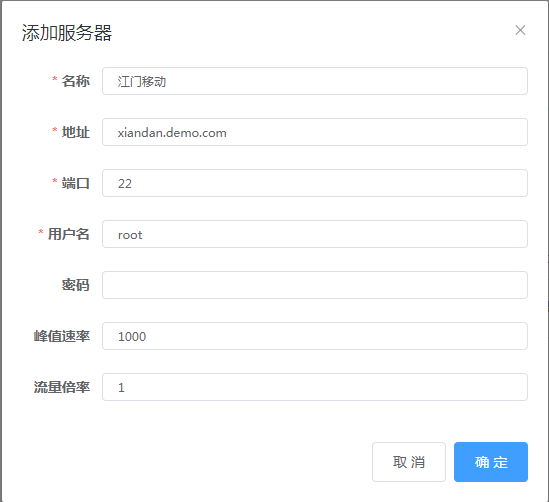 添加服务器
* 名称 江门移动
* 地址 xiandan.demo.com
* 端口 22
* 用户名 root
密码
峰值速率 1000
流量倍率 1
取 消 确 定